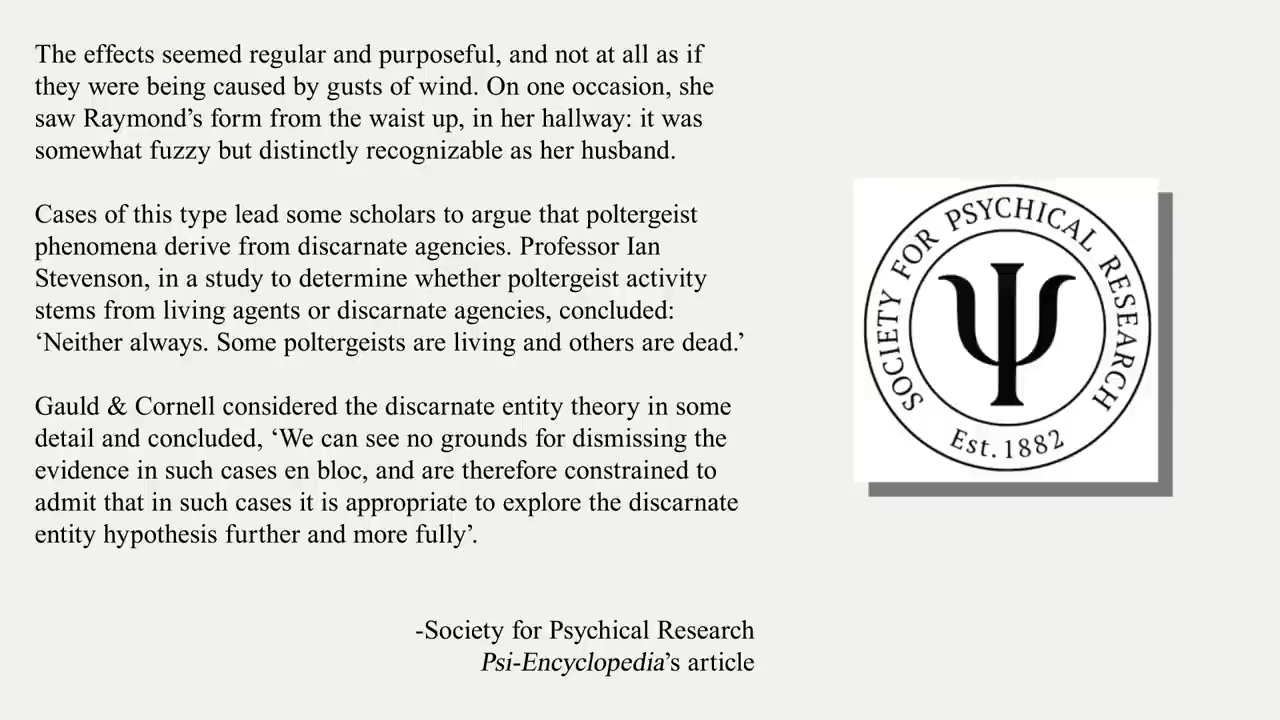 The effects seemed regular and purposeful, and not at all as if
they were being caused by gusts of wind. On one occasion, she
saw Raymond’s form from the waist up, in her hallway: it was
somewhat fuzzy but distinctly recognizable as her husband.
Cases of this type lead some scholars to argue that poltergeist
phenomena derive from discarnate agencies. Professor Ian
Stevenson, in a study to determine whether poltergeist activity
stems from living agents or discarnate agencies, concluded:
‘Neither always. Some poltergeists are living and others are dead.’
Gauld & Cornell considered the discarnate entity theory in some
detail and concluded, ‘We can see no grounds for dismissing the
evidence in such cases en bloc, and are therefore constrained to
admit that in such cases it is appropriate to explore the discarnate
entity hypothesis further and more fully’.
-Society for Psychical Research
Psi-Encyclopedia’s article
SOCIETY FOR PSYCHICAL RESEARCH
Ψ
Est. 1882